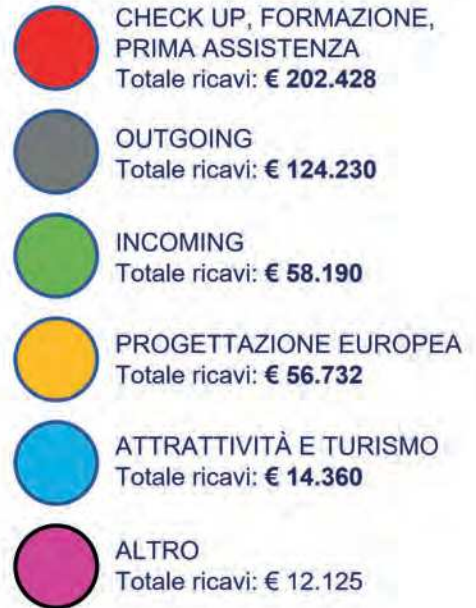 CHECK UP, FORMAZIONE,
PRIMA ASSISTENZA
Totale ricavi: € 202.428
OUTGOING
Totale ricavi: € 124.230
INCOMING
Totale ricavi: € 58.190
PROGETTAZIONE EUROPEA
Totale ricavi: € 56.732
ATTRATTIVITÀ E TURISMO
Totale ricavi: € 14.360
ALTRO
Totale ricavi: € 12.125